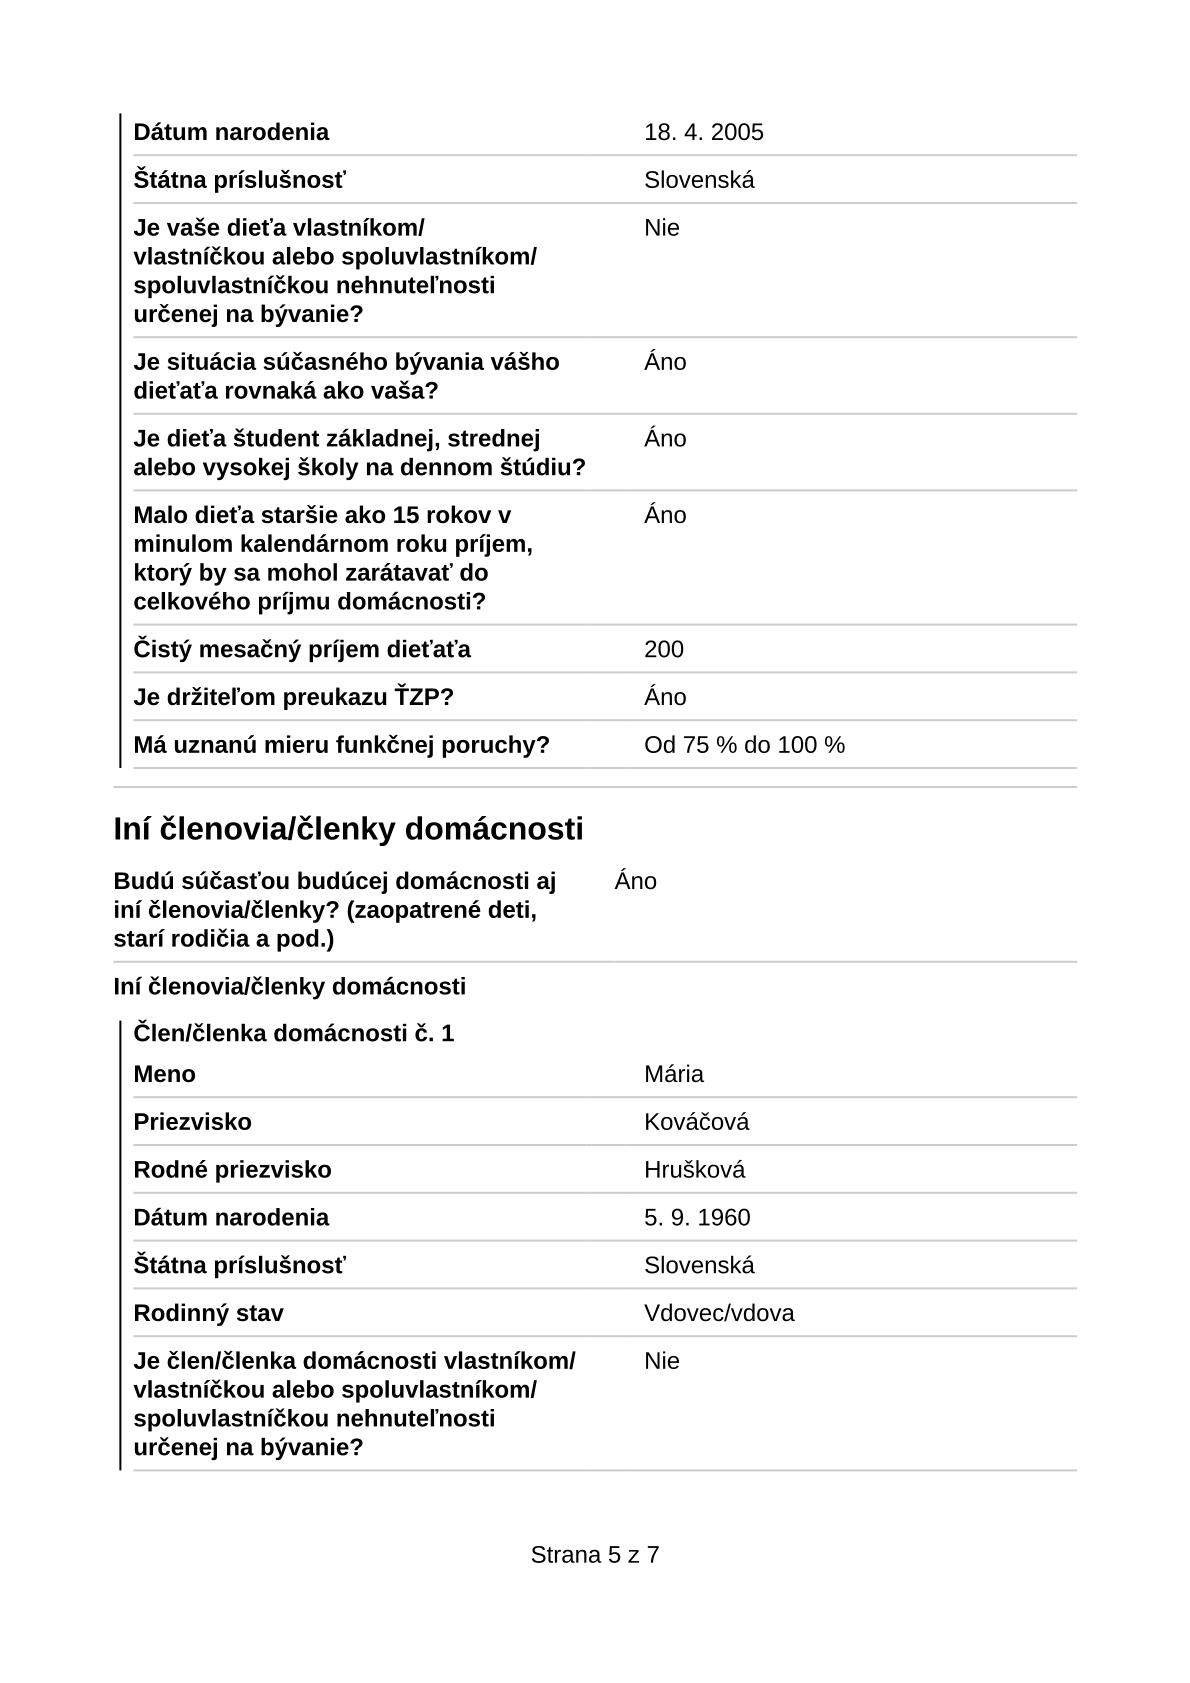 Dátum narodenia 18. 4. 2005
Štátna príslušnosť Slovenská
Je vaše dieťa vlastníkom/ Nie
vlastníčkou alebo spoluvlastníkom/
spoluvlastníčkou nehnuteľnosti
určenej na bývanie?
Je situácia súčasného bývania vášho Áno
dieťaťa rovnaká ako vaša?
Je dieťa študent základnej, strednej Áno
alebo vysokej školy na dennom štúdiu?
Malo dieťa staršie ako 15 rokov v Áno
minulom kalendárnom roku príjem,
ktorý by sa mohol zarátavať do
celkového príjmu domácnosti?
Čistý mesačný príjem dieťaťa 200
Je držiteľom preukazu ŤZP? Áno
Má uznanú mieru funkčnej poruchy? Od 75 % do 100 %
Iní členovia/členky domácnosti
Budú súčasťou budúcej domácnosti aj Áno
iní členovia/členky? (zaopatrené deti,
starí rodičia a pod.)
Iní členovia/členky domácnosti
Člen/členka domácnosti č. 1
Meno Mária
Priezvisko Kováčová
Rodné priezvisko Hrušková
Dátum narodenia 5. 9. 1960
Štátna príslušnosť Slovenská
Rodinný stav Vdovec/vdova
Je člen/členka domácnosti vlastníkom/ Nie
vlastníčkou alebo spoluvlastníkom/
spoluvlastníčkou nehnuteľnosti
určenej na bývanie?
Strana 5 z 7